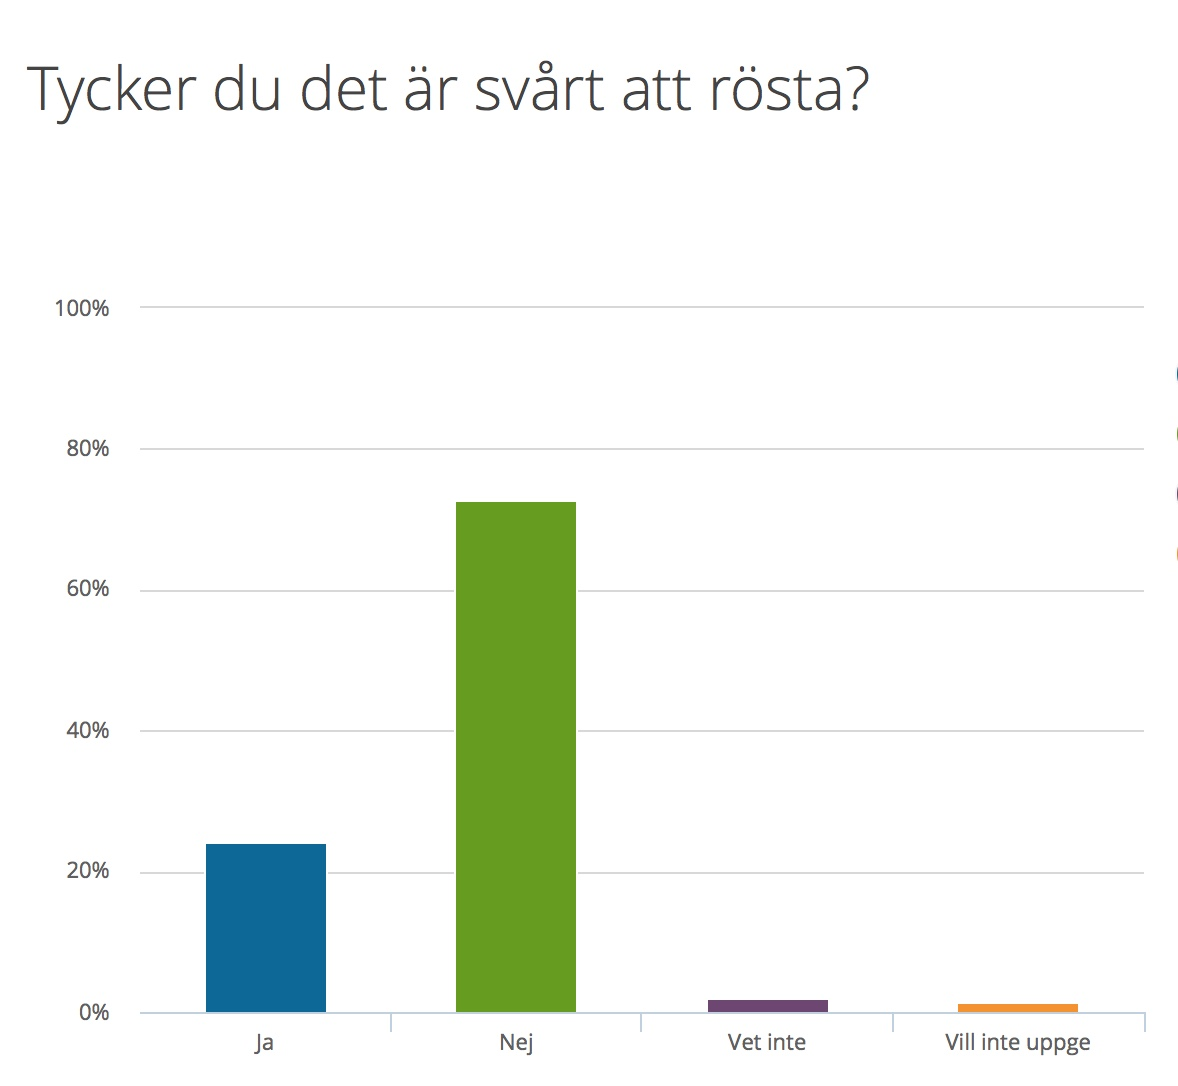 Tycker du det är svårt att rösta?
100%
80%
60%
40%
20%
0%
Ja
Nej
Vet inte
Vill inte uppge